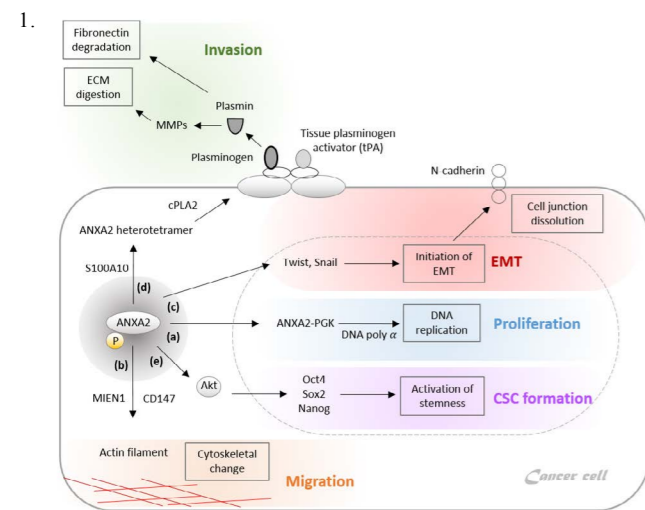 1.
Fibronectin
degradation
Invasion
ECM
digestion
Plasmin
MMPs
Plasminogen
Tissue plasminogen
activator (tPA)
N cadherin
cPLA2
Cell junction
dissolution
ANXA2 heterotetramer
S100A10
(d)
(c)
Twist, Snail
Initiation of
EMT
EMT
ANXA2
P
(a)
(b)
(e)
ANXA2-PGK
DNA poly α
DNA
replication
Proliferation
MIEN1
CD147
Akt
Oct4
Sox2
Nanog
Activation of
stemness
CSC formation
Actin filament
Cytoskeletal
change
Migration
Cancer cell